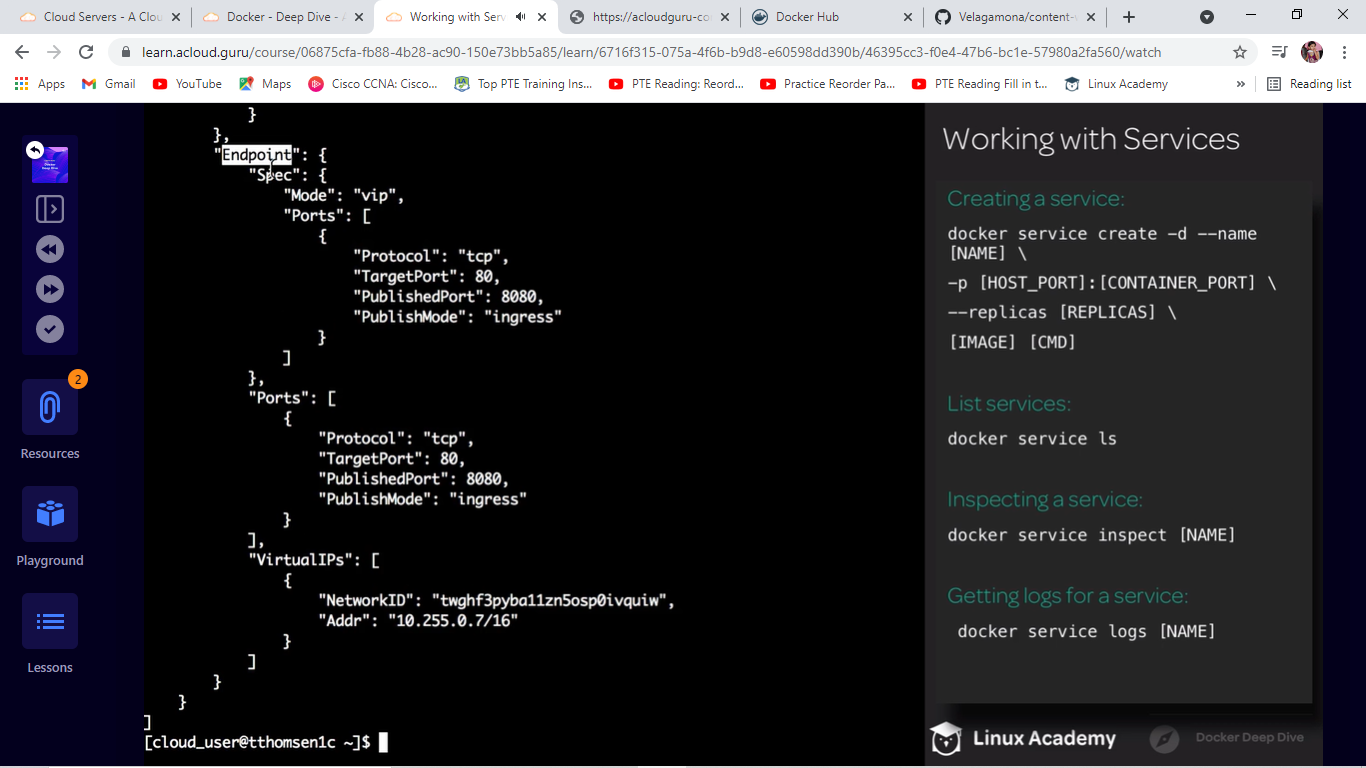 Cloud Servers - A Clou
Docker - Deep Dive - A
Working with Serv
https://acloudguru-co
Docker Hub
Velagamona/content-
learn.acloud.guru/course/06875cfa-fb88-4b28-ac90-150e73bb5a85/learn/6716f315-075a-4f6b-b9d8-e60598dd390b/46395cc3-f0e4-47b6-bc1e-57980a2fa560/watch
Apps
Gmail
YouTube
Maps
Cisco CCNA: Cisco...
Top PTE Training Ins...
PTE Reading: Reord...
Practice Reorder Pa...
PTE Reading Fill in t...
Linux Academy
»
Reading list
2
Resources
Playground
Lessons
}
},
"Endpoint": {
"Spec": {
"Mode": "vip",
"Ports": [
{
"Protocol": "tcp",
"TargetPort": 80,
"PublishedPort": 8080,
"PublishMode": "ingress"
}
]
},
"Ports": [
{
"Protocol": "tcp",
"TargetPort": 80,
"PublishedPort": 8080,
"PublishMode": "ingress"
}
],
"VirtualIPs": [
{
"NetworkID": "twghf3pyba11zn5osp0ivquiw",
"Addr": "10.255.0.7/16"
}
]
}
}
]
[cloud_user@tthomsen1c ~]$
Working with Services
Creating a service:
docker service create -d --name
[NAME] \
-p [HOST_PORT]:[CONTAINER_PORT] \
--replicas [REPLICAS] \
[IMAGE] [CMD]
List services:
docker service ls
Inspecting a service:
docker service inspect [NAME]
Getting logs for a service:
docker service logs [NAME]
Linux Academy
Docker Deep Dive